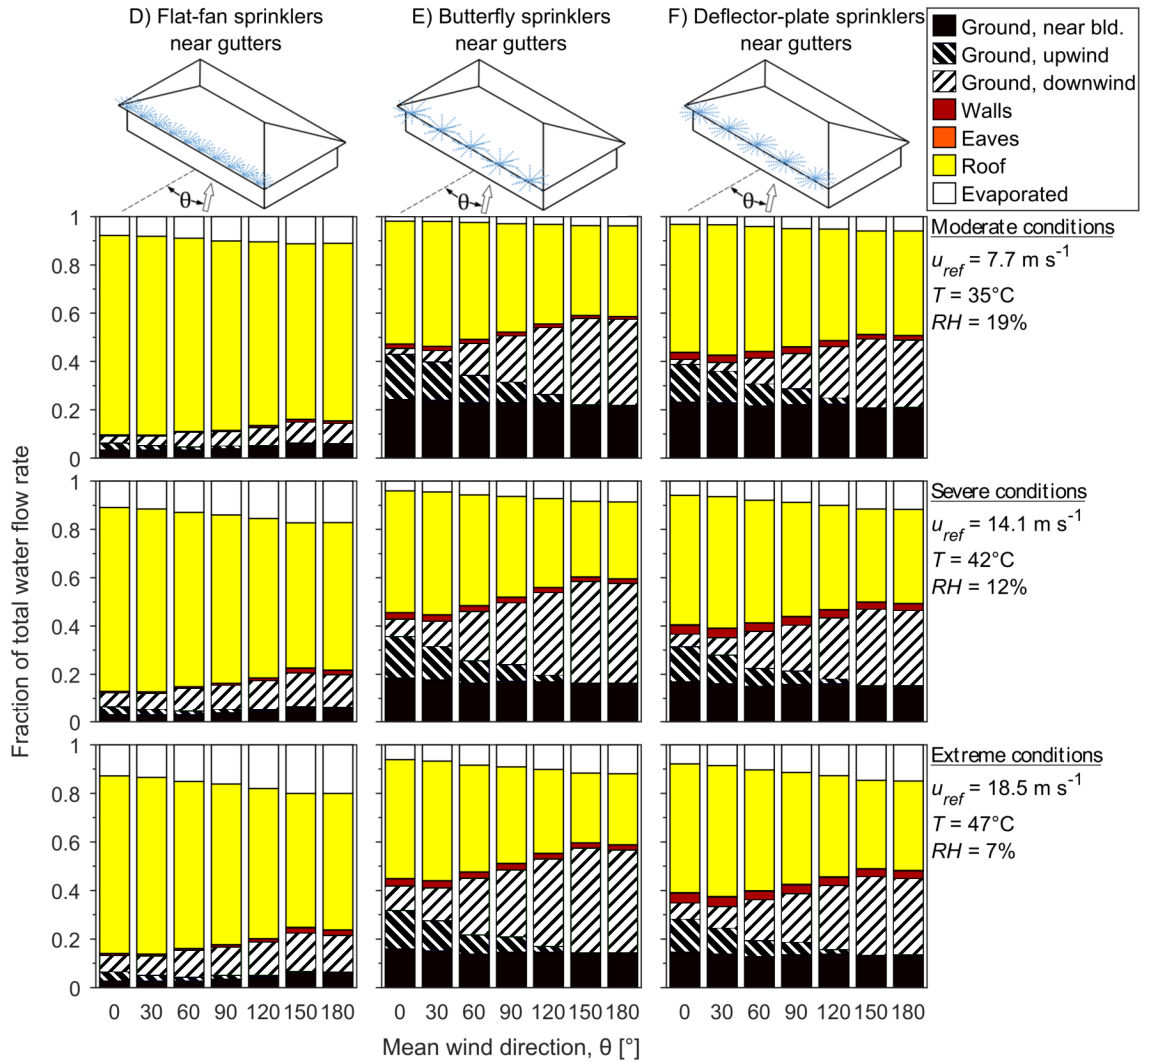 D) Flat-fan sprinklers
near gutters
E) Butterfly sprinklers
near gutters
F) Deflector-plate sprinklers
near gutters
Ground, near bld.
Ground, upwind
Ground, downwind
Walls
Eaves
Roof
Evaporated
θ
θ
θ
Fraction of total water flow rate
1
0.8
0.6
0.4
0.2
0
Moderate conditions
u_ref = 7.7 m s⁻¹
T = 35°C
RH = 19%
1
0.8
0.6
0.4
0.2
0
Severe conditions
u_ref = 14.1 m s⁻¹
T = 42°C
RH = 12%
1
0.8
0.6
0.4
0.2
0
Extreme conditions
u_ref = 18.5 m s⁻¹
T = 47°C
RH = 7%
0 30 60 90 120 150 180
0 30 60 90 120 150 180
0 30 60 90 120 150 180
Mean wind direction, θ [°]